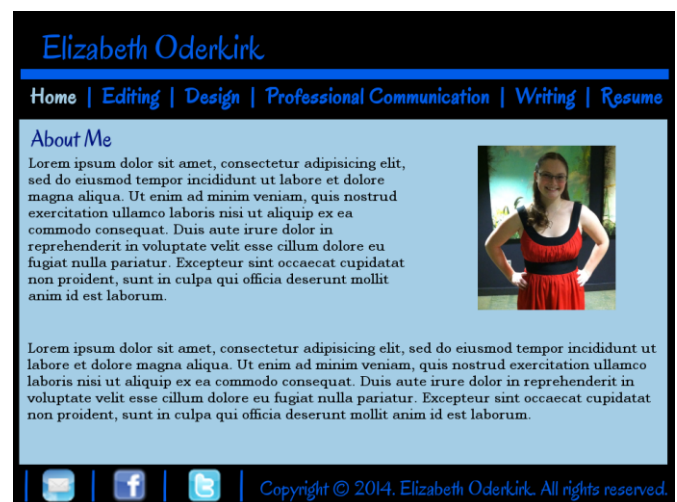 Elizabeth Oderkirk
Home | Editing | Design | Professional Communication | Writing | Resume
About Me
Lorem ipsum dolor sit amet, consectetur adipisicing elit,
sed do eiusmod tempor incididunt ut labore et dolore
magna aliqua. Ut enim ad minim veniam, quis nostrud
exercitation ullamco laboris nisi ut aliquip ex ea
commodo consequat. Duis aute irure dolor in
reprehenderit in voluptate velit esse cillum dolore eu
fugiat nulla pariatur. Excepteur sint occaecat cupidatat
non proident, sunt in culpa qui officia deserunt mollit
anim id est laborum.
Lorem ipsum dolor sit amet, consectetur adipisicing elit, sed do eiusmod tempor incididunt ut
labore et dolore magna aliqua. Ut enim ad minim veniam, quis nostrud exercitation ullamco
laboris nisi ut aliquip ex ea commodo consequat. Duis aute irure dolor in reprehenderit in
voluptate velit esse cillum dolore eu fugiat nulla pariatur. Excepteur sint occaecat cupidatat
non proident, sunt in culpa qui officia deserunt mollit anim id est laborum.
| | f | t | Copyright © 2014. Elizabeth Oderkirk. All rights reserved.